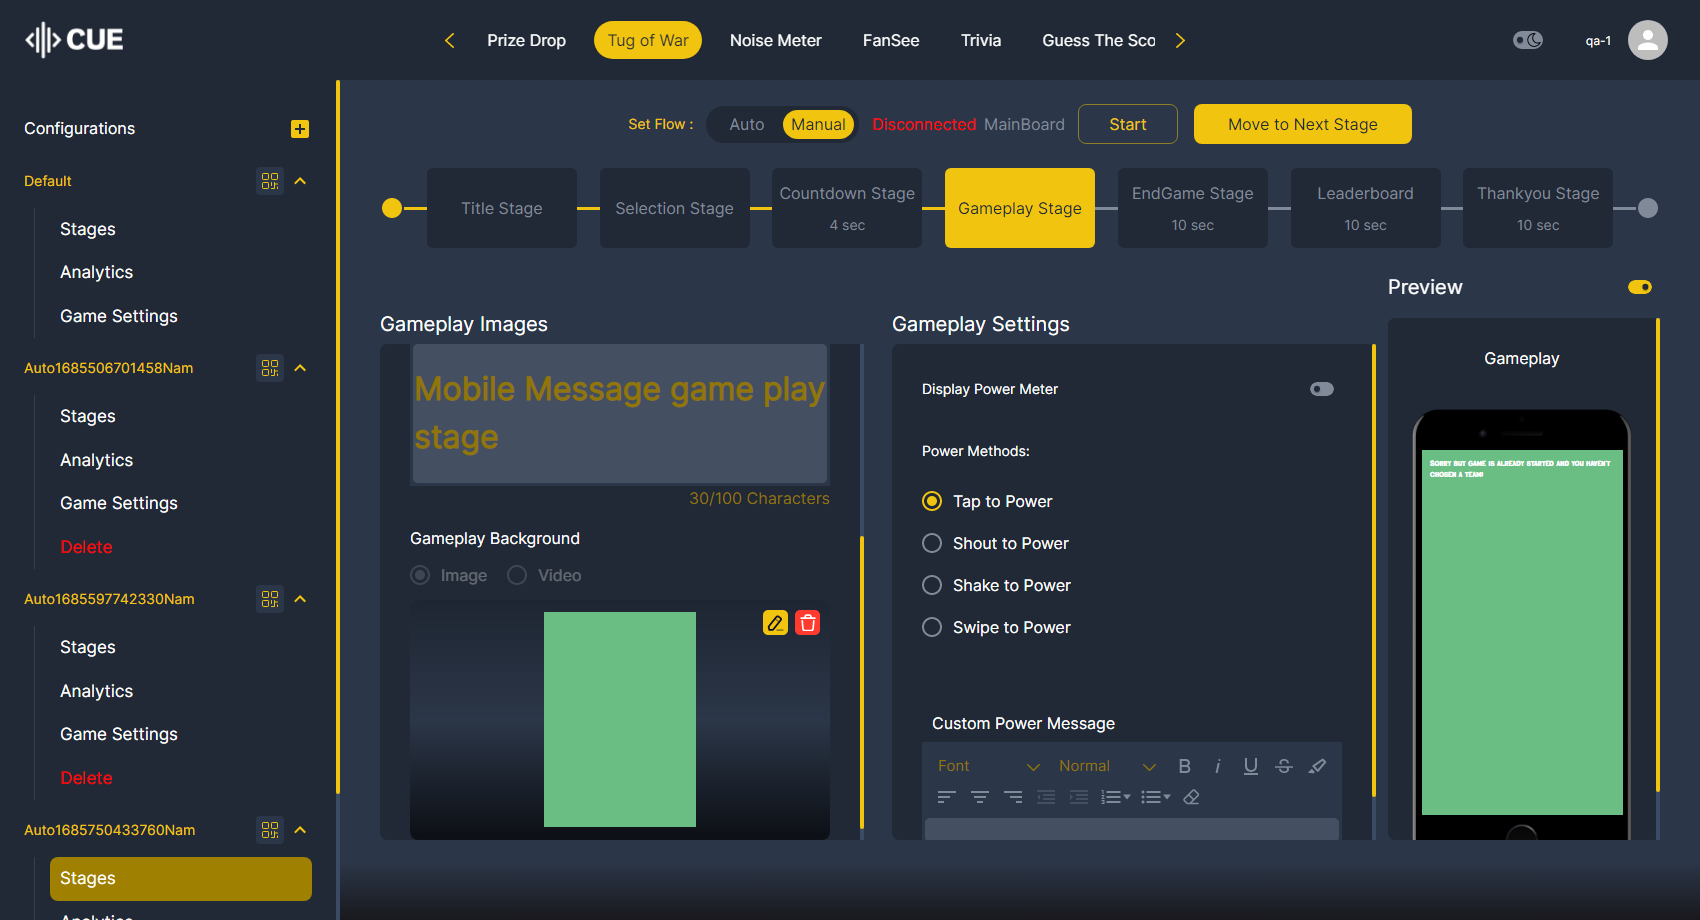 CUE
Prize Drop
Tug of War
Noise Meter
FanSee
Trivia
Guess The Sco
qa-1
Configurations
Default
Stages
Analytics
Game Settings
Auto1685506701458Nam
Stages
Analytics
Game Settings
Delete
Auto1685597742330Nam
Stages
Analytics
Game Settings
Delete
Auto1685750433760Nam
Stages
Analytics
Set Flow :
Auto
Manual
Disconnected MainBoard
Start
Move to Next Stage
Title Stage
Selection Stage
Countdown Stage
4 sec
Gameplay Stage
EndGame Stage
10 sec
Leaderboard
10 sec
Thankyou Stage
10 sec
Gameplay Images
Mobile Message game play
stage
30/100 Characters
Gameplay Background
Image
Video
Gameplay Settings
Display Power Meter
Power Methods:
Tap to Power
Shout to Power
Shake to Power
Swipe to Power
Custom Power Message
Font
Normal
B
i
U
S
Preview
Gameplay
Sorry but game is already started and you haven't
chosen a team!